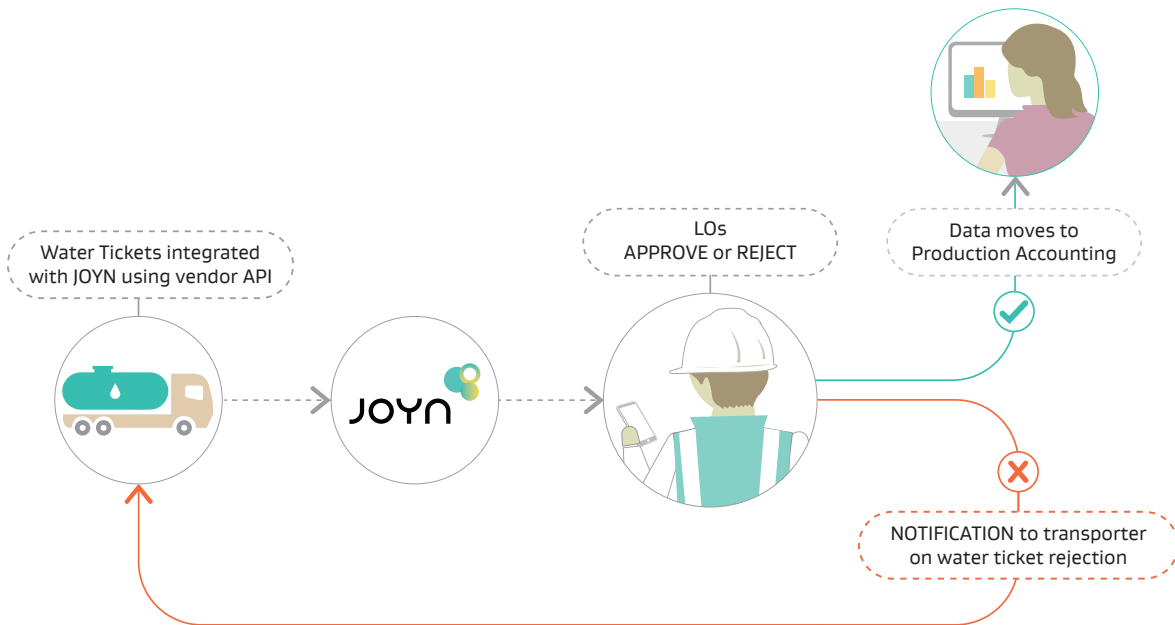 Water Tickets integrated
with JOYN using vendor API
JOYN
LOs
APPROVE or REJECT
Data moves to
Production Accounting
NOTIFICATION to transporter
on water ticket rejection